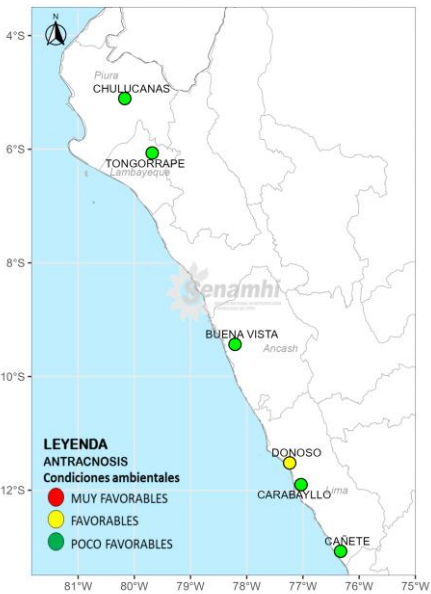 N
4°S
Piura
CHULUCANAS
6°S
TONGORRAPE
Lambayeque
8°S
Senamhi
BUENA VISTA
Ancash
10°S
LEYENDA
ANTRACNOSIS
Condiciones ambientales
MUY FAVORABLES
FAVORABLES
POCO FAVORABLES
DONOSO
12°S
CARABAYLLO
Lima
CAÑETE
81°W
80°W
79°W
78°W
77°W
76°W
75°W